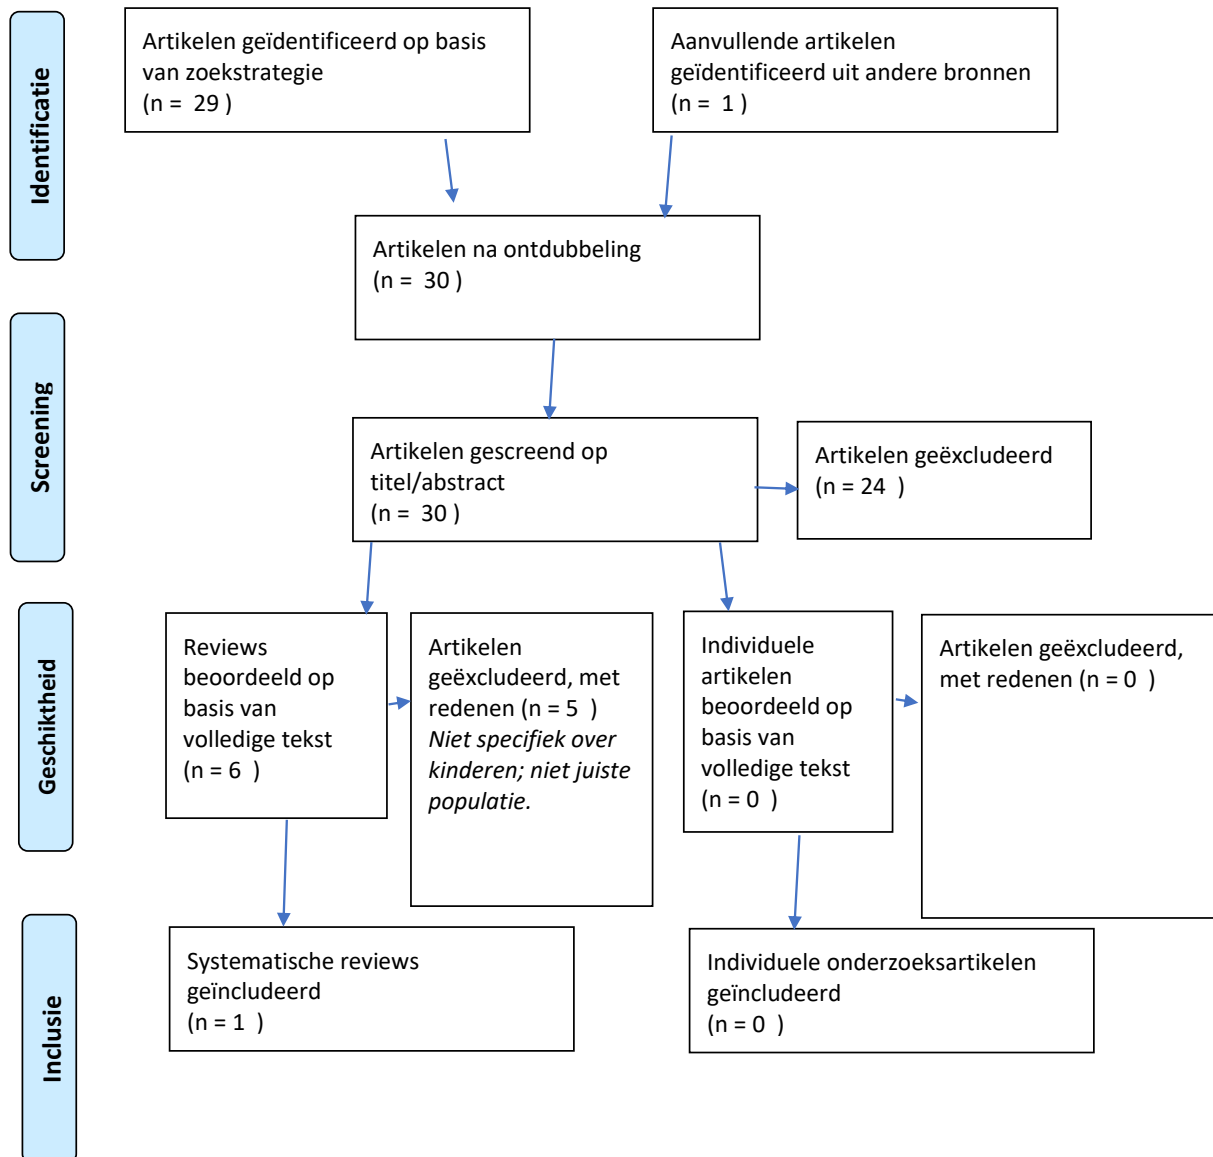 Identificatie
Artikelen geïdentificeerd op basis
van zoekstrategie
(n =  29 )
Aanvullende artikelen
geïdentificeerd uit andere bronnen
(n =  1 )
Artikelen na ontdubbeling
(n =  30 )
Screening
Artikelen gescreend op
titel/abstract
(n =  30 )
Artikelen geëxcludeerd
(n = 24  )
Geschiktheid
Reviews
beoordeeld op
basis van
volledige tekst
(n = 6  )
Artikelen
geëxcludeerd, met
redenen (n = 5  )
Niet specifiek over
kinderen; niet juiste
populatie.
Individuele
artikelen
beoordeeld op
basis van
volledige tekst
(n = 0  )
Artikelen geëxcludeerd,
met redenen (n = 0  )
Inclusie
Systematische reviews
geïncludeerd
(n = 1  )
Individuele onderzoeksartikelen
geïncludeerd
(n = 0  )